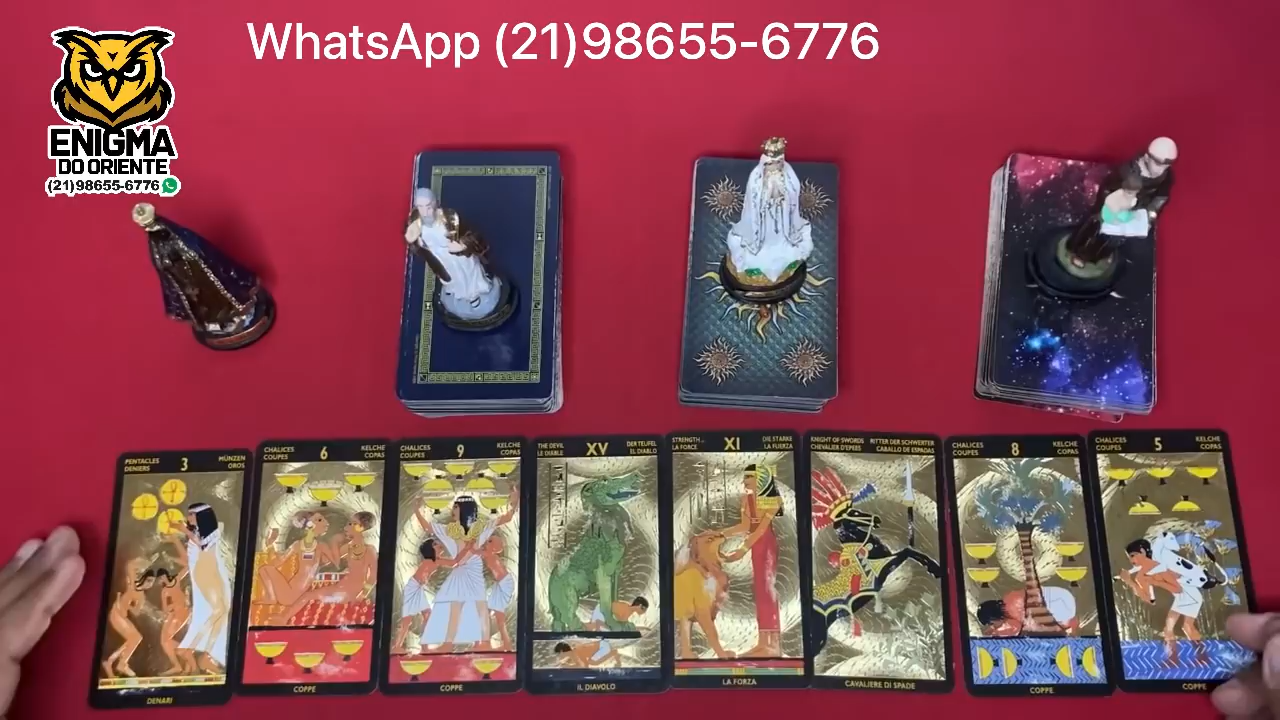 WhatsApp (21)98655-6776
ENIGMA
DO ORIENTE
(21)98655-6776
PENTACLES
DENIERS
3
MÜNZEN
OROS
DENARI
CHALICES
COUPES
6
KELCHE
COPAS
COPPE
CHALICES
COUPES
9
KELCHE
COPAS
COPPE
THE DEVIL
LE DIABLE
XV
DER TEUFEL
EL DIABLO
IL DIAVOLO
STRENGTH
LA FORCE
XI
DIE STARKE
LA FUERZA
LA FORZA
KNIGHT OF SWORDS
CHEVALIER D'EPEES
RITTER DER SCHWERTER
CABALLO DE ESPADAS
CAVALIERE DI SPADE
CHALICES
COUPES
8
KELCHE
COPAS
COPPE
CHALICES
COUPES
5
KELCHE
COPAS
COPPE